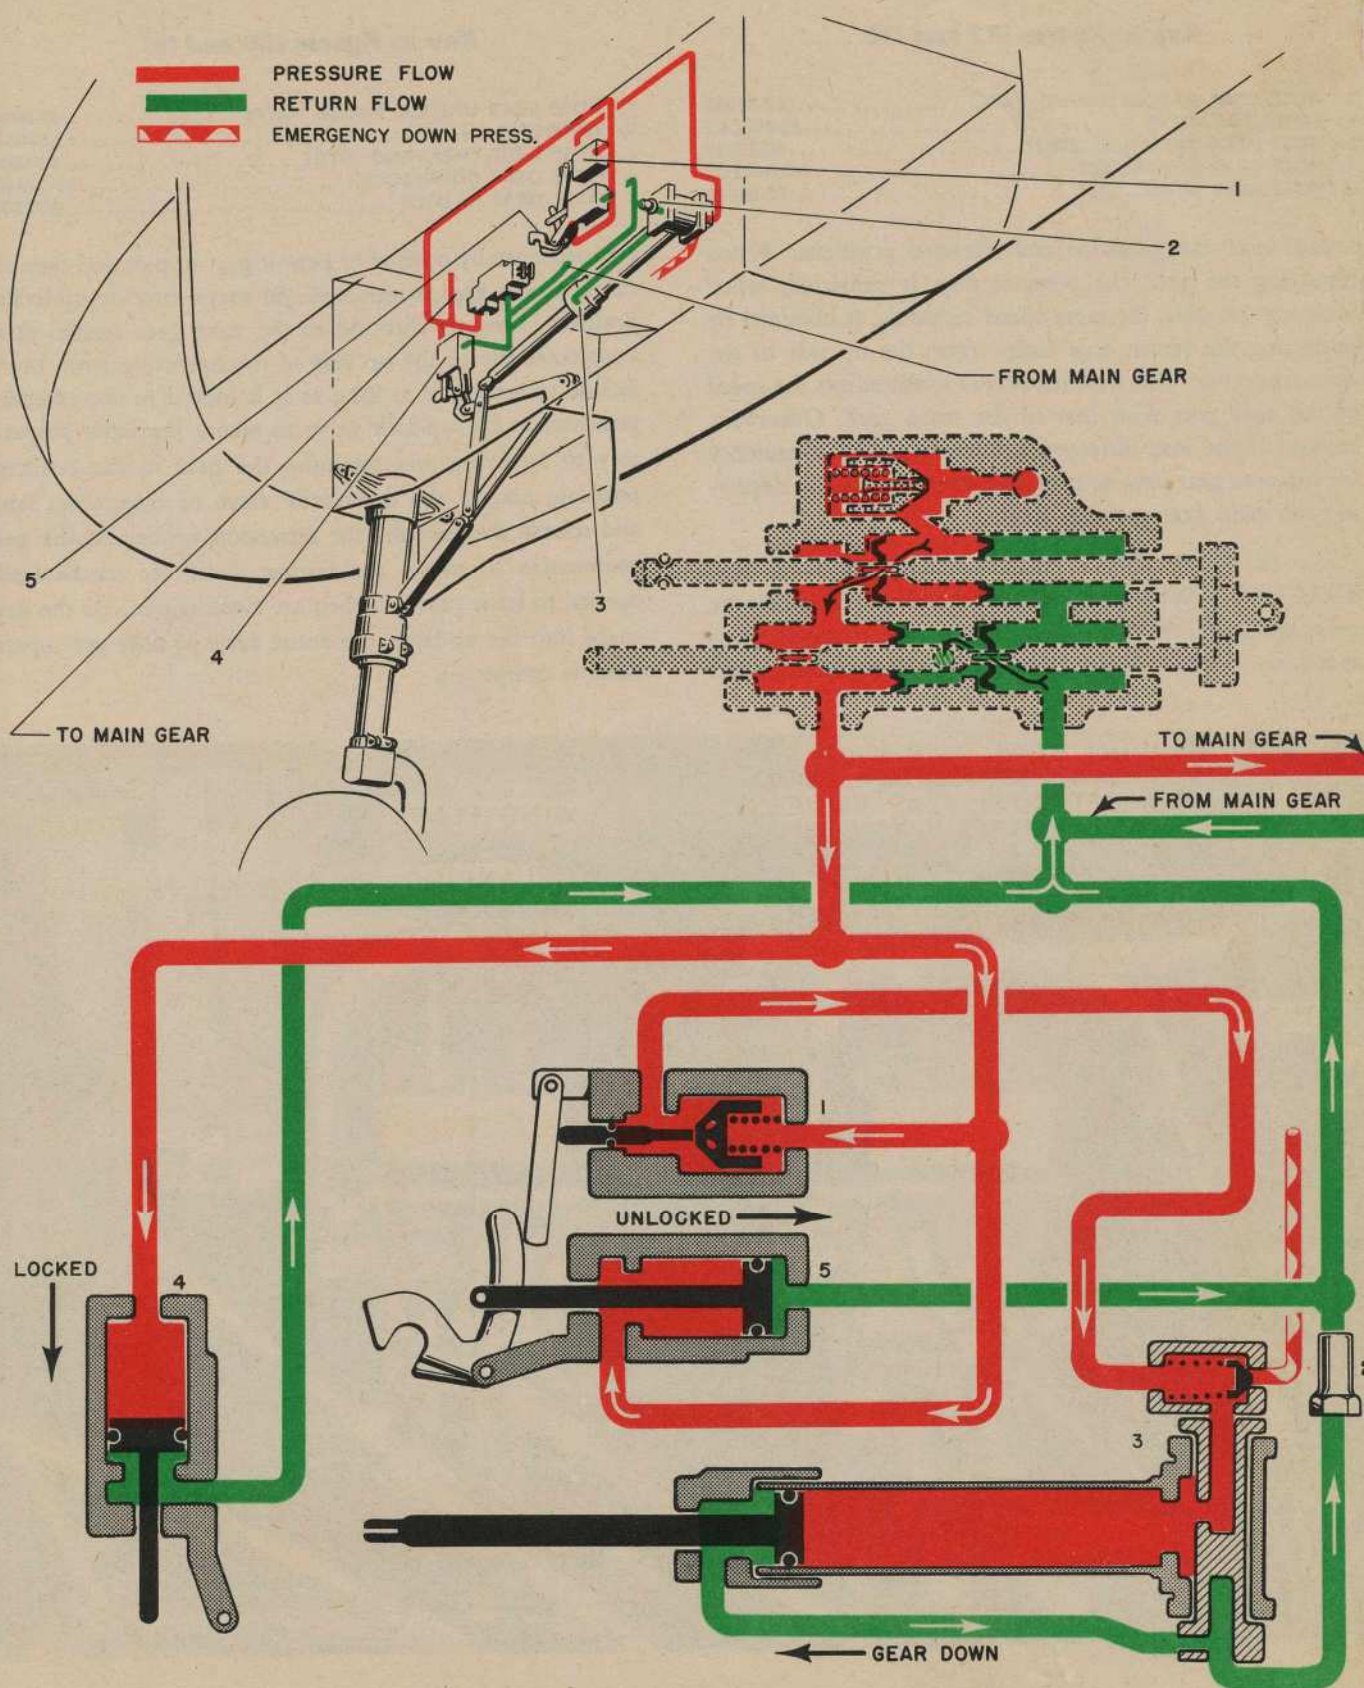 PRESSURE FLOW
RETURN FLOW
EMERGENCY DOWN PRESS.
1
2
FROM MAIN GEAR
5
3
4
TO MAIN GEAR
TO MAIN GEAR
FROM MAIN GEAR
1
UNLOCKED
LOCKED
4
5
2
3
GEAR DOWN